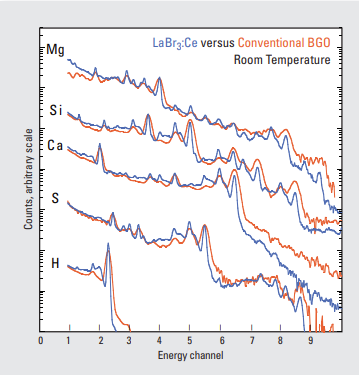 LaBr3:Ce versus Conventional BGO
Room Temperature
Mg
Si
Ca
S
H
Counts, arbitrary scale
0 1 2 3 4 5 6 7 8 9
Energy channel